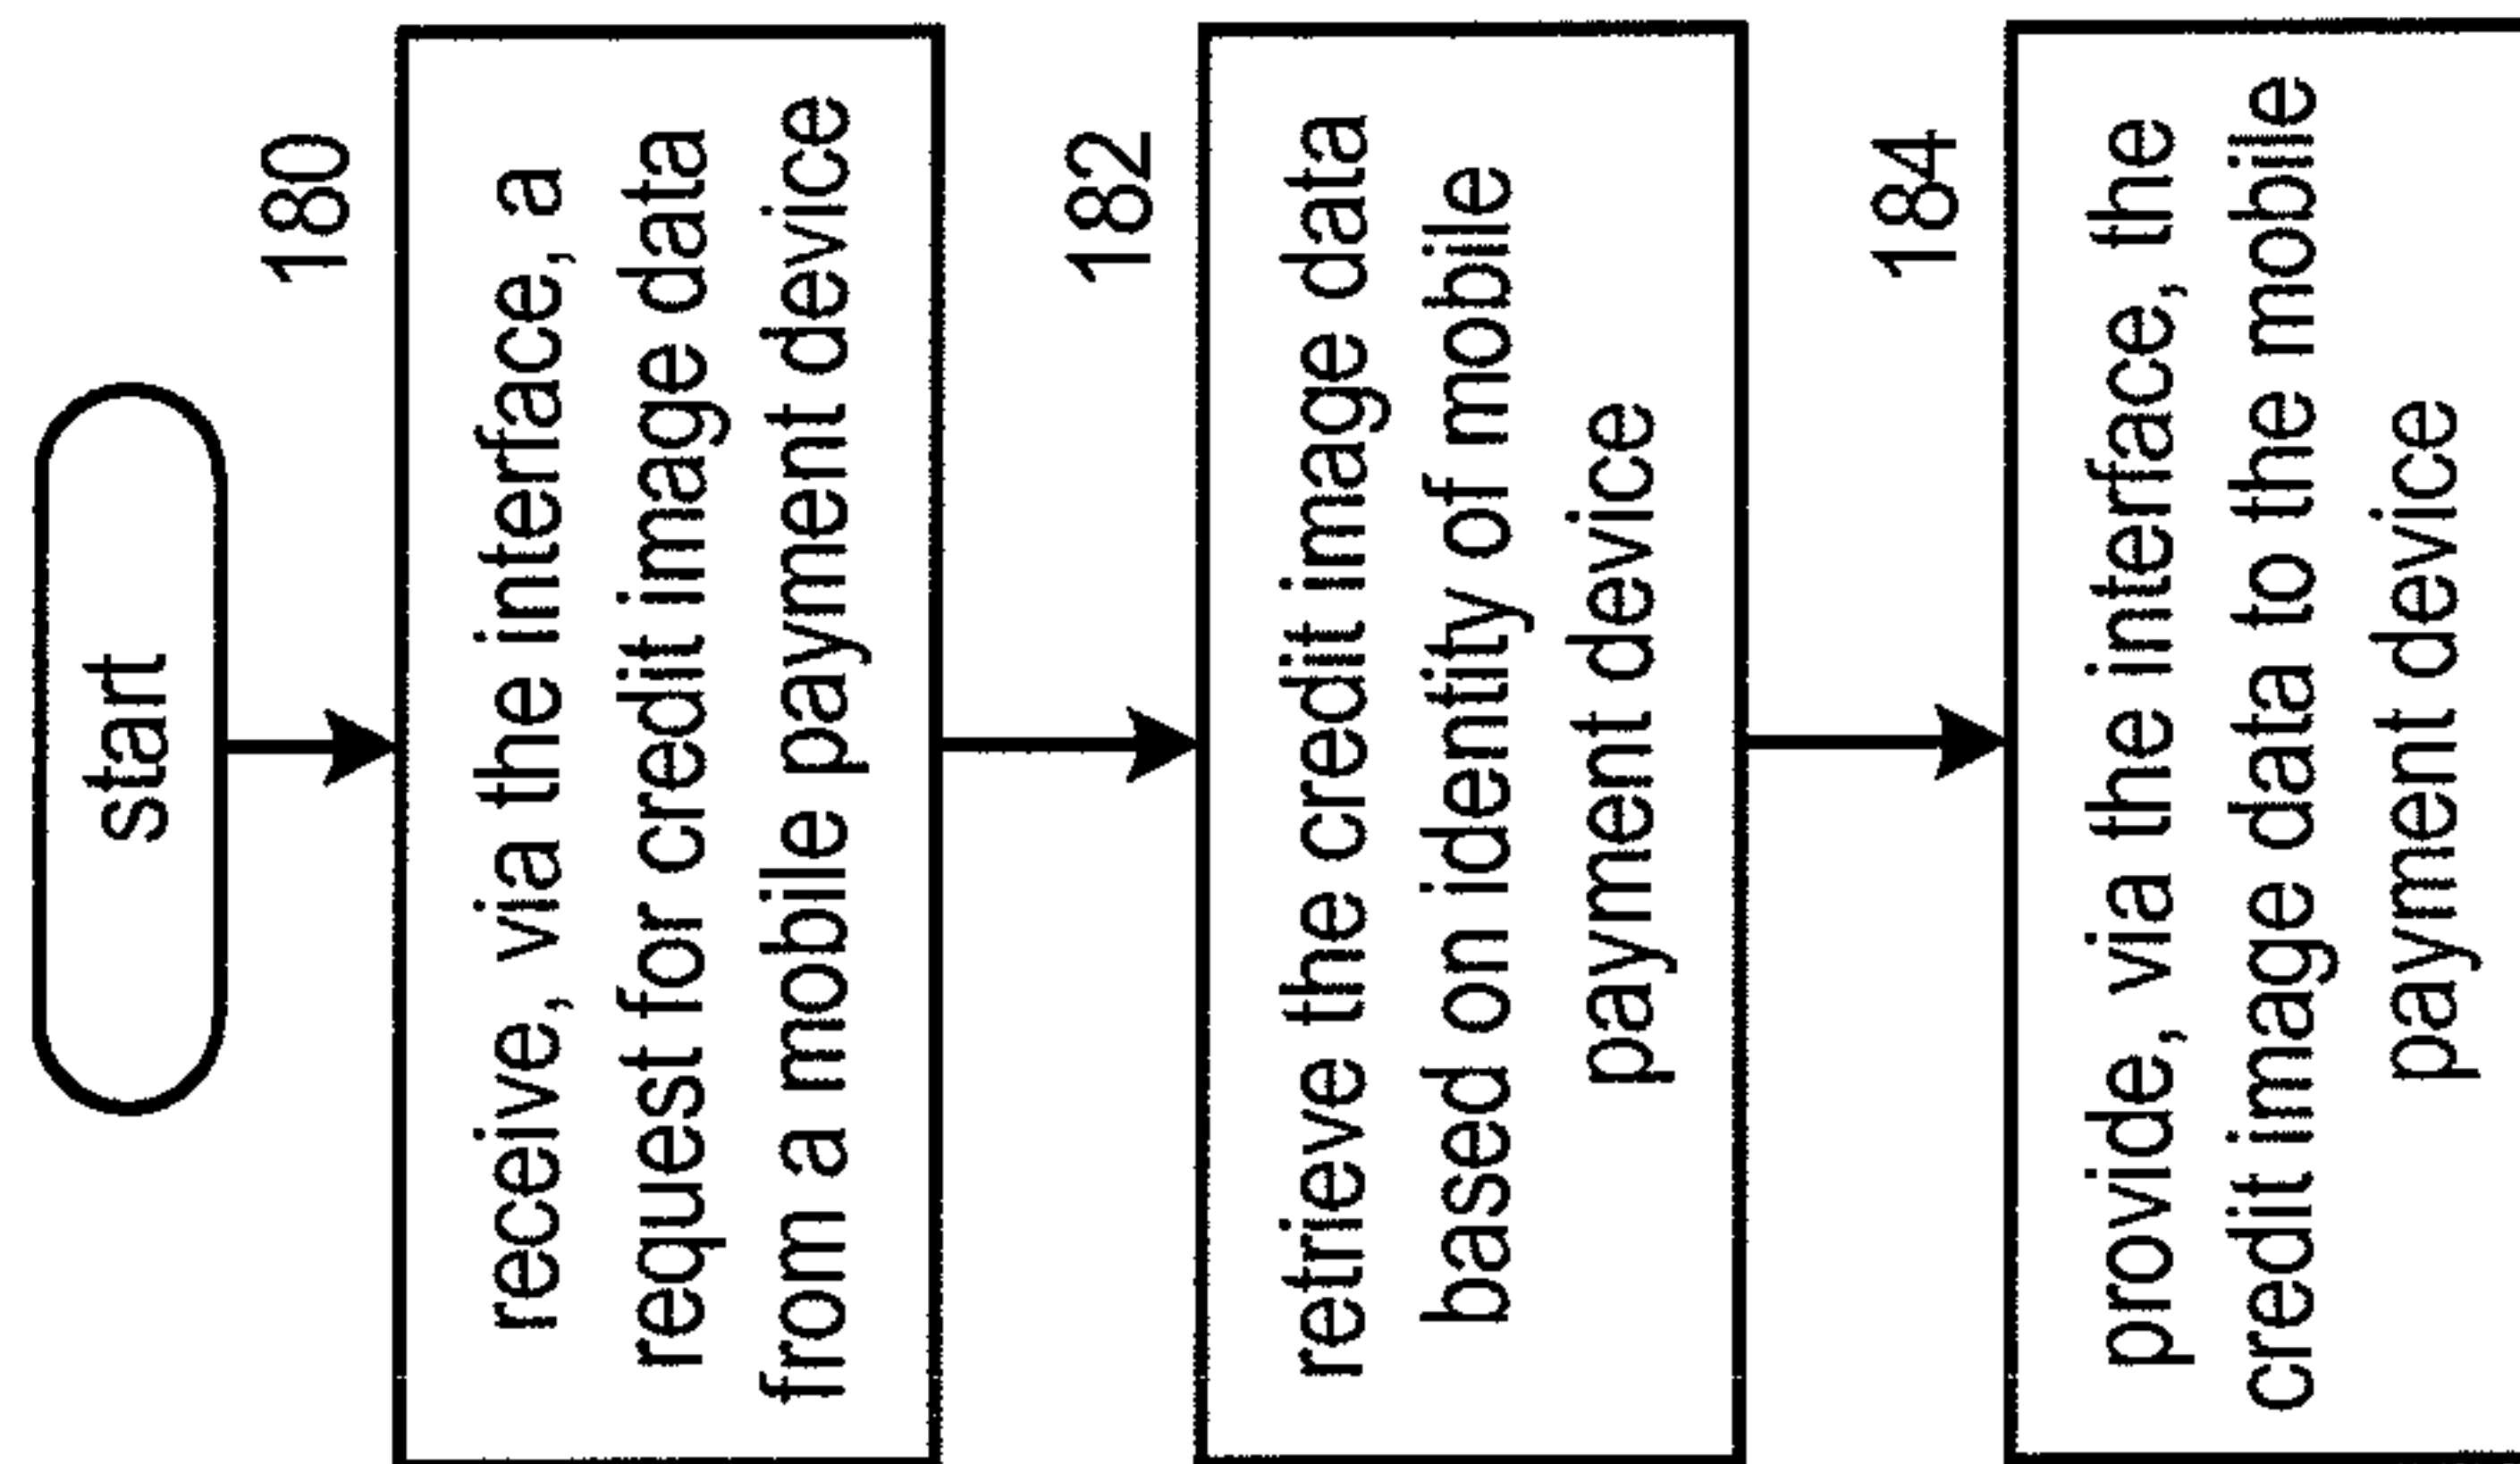 start
180
receive, via the interface, a
request for credit image data
from a mobile payment device
182
retrieve the credit image data
based on identity of mobile
payment device
184
provide, via the interface, the
credit image data to the mobile
payment device